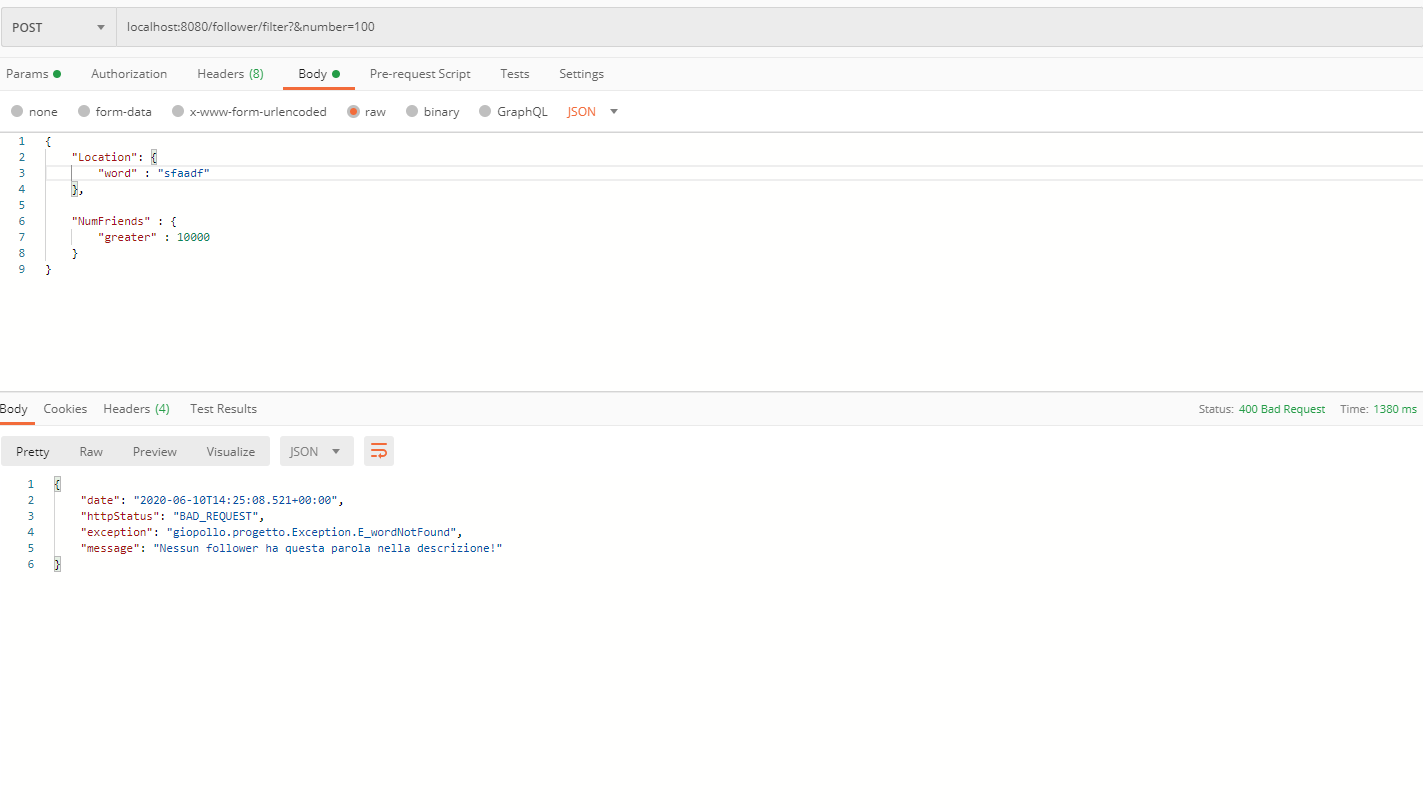 POST localhost:8080/follower/filter?&number=100
Params Authorization Headers (8) Body Pre-request Script Tests Settings
none form-data x-www-form-urlencoded raw binary GraphQL JSON
1 {
2 "Location": {
3 "word" : "sfaadf"
4 },
5
6 "NumFriends" : {
7 "greater" : 10000
8 }
9 }
Body Cookies Headers (4) Test Results Status: 400 Bad Request Time: 1380 ms
Pretty Raw Preview Visualize JSON
1 {
2 "date": "2020-06-10T14:25:08.521+00:00",
3 "httpStatus": "BAD_REQUEST",
4 "exception": "giopollo.progetto.Exception.E_wordNotFound",
5 "message": "Nessun follower ha questa parola nella descrizione!"
6 }